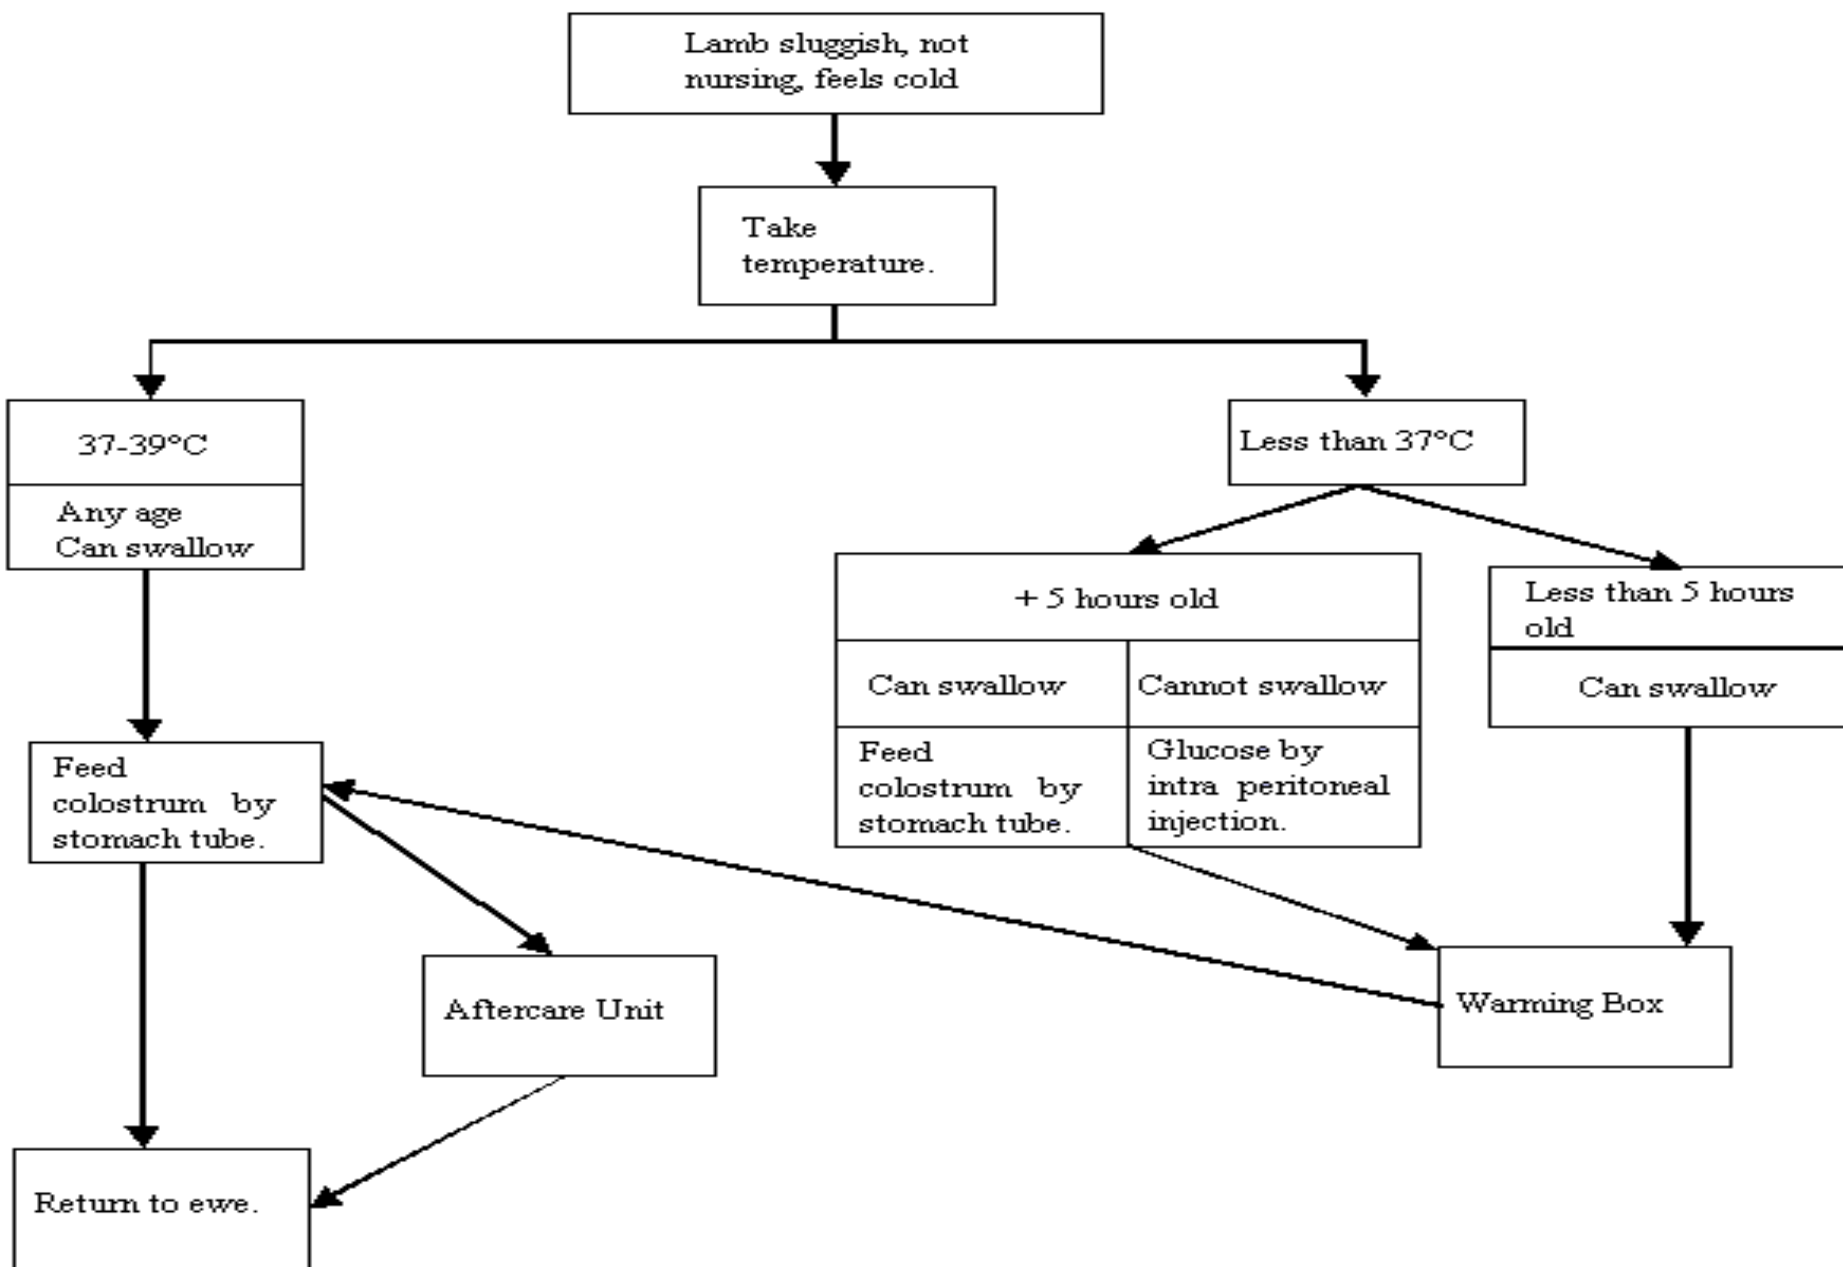 Lamb sluggish, not
nursing, feels cold
Take
temperature.
37-39°C
Any age
Can swallow
Less than 37°C
+ 5 hours old
Can swallow
Cannot swallow
Feed
colostrum by
stomach tube.
Glucose by
intra peritoneal
injection.
Less than 5 hours
old
Can swallow
Feed
colostrum by
stomach tube.
Aftercare Unit
Warming Box
Return to ewe.